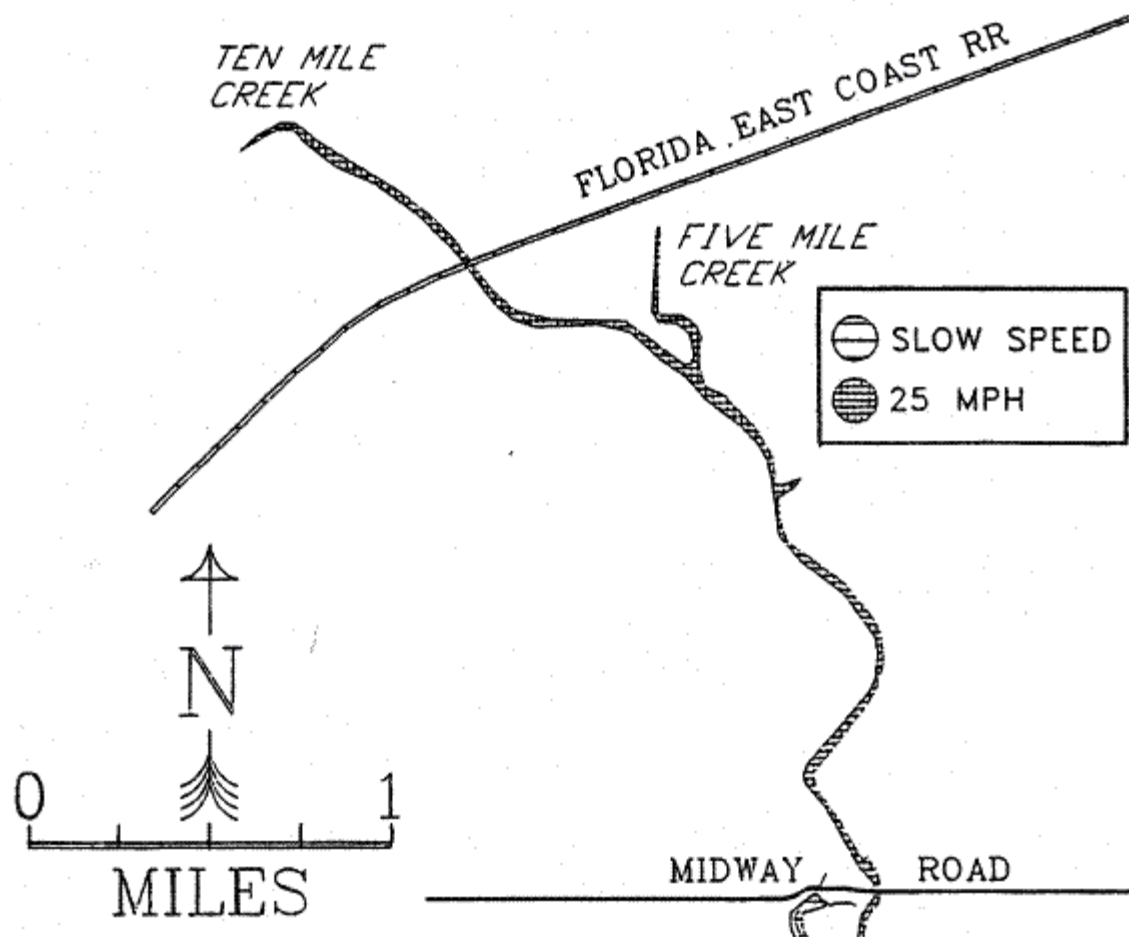 TEN MILE
CREEK
FLORIDA EAST COAST RR
FIVE MILE
CREEK
SLOW SPEED
25 MPH
N
0 1
MILES
MIDWAY ROAD